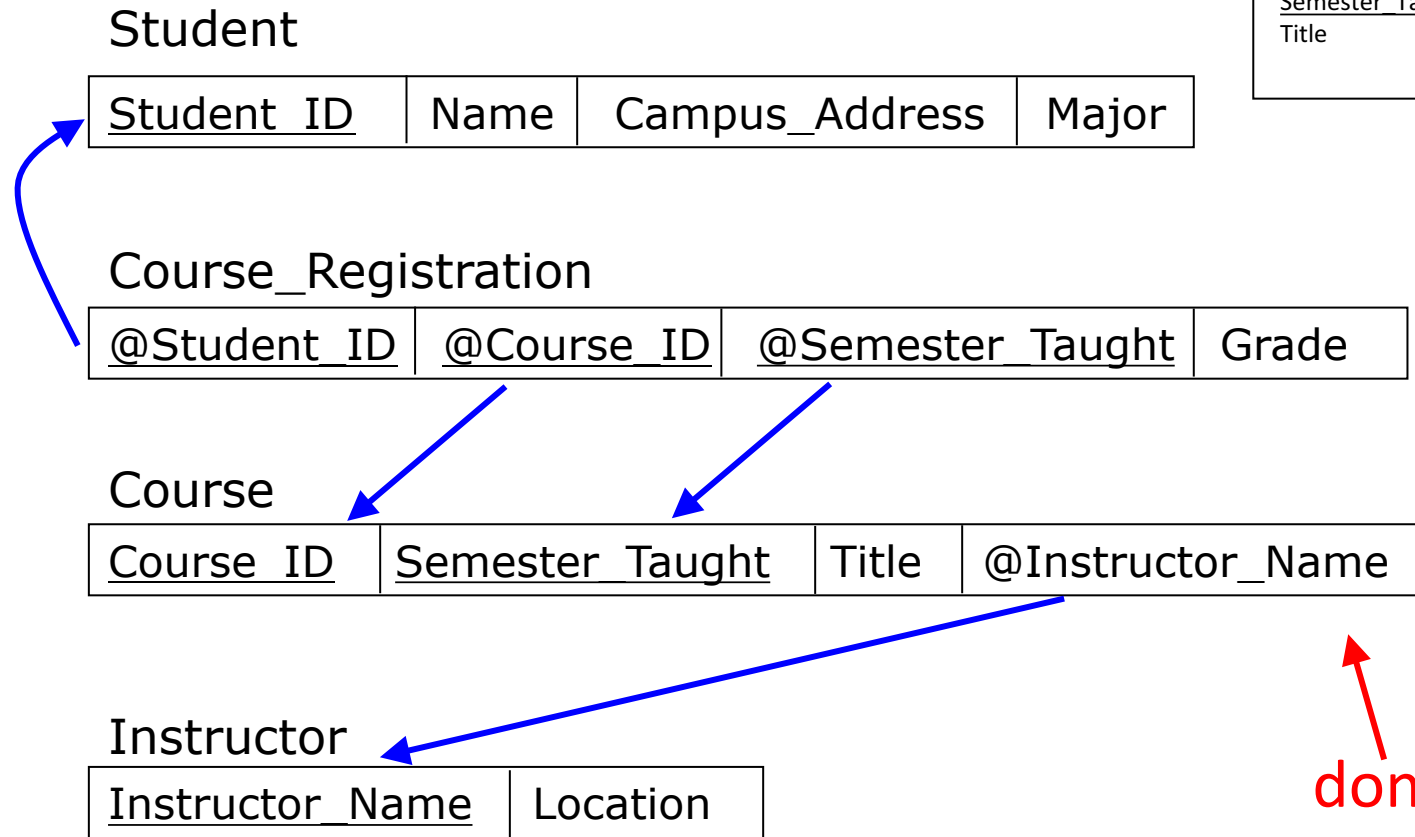 Title
Student
Student_ID Name Campus_Address Major
Course_Registration
@Student_ID @Course_ID @Semester_Taught Grade
Course
Course_ID Semester_Taught Title @Instructor_Name
Instructor
Instructor_Name Location